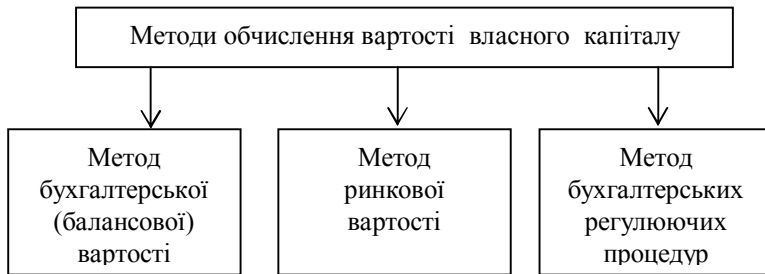 Методи обчислення вартості власного капіталу
Метод
бухгалтерської
(балансової)
вартості
Метод
ринкової
вартості
Метод
бухгалтерських
регулюючих
процедур